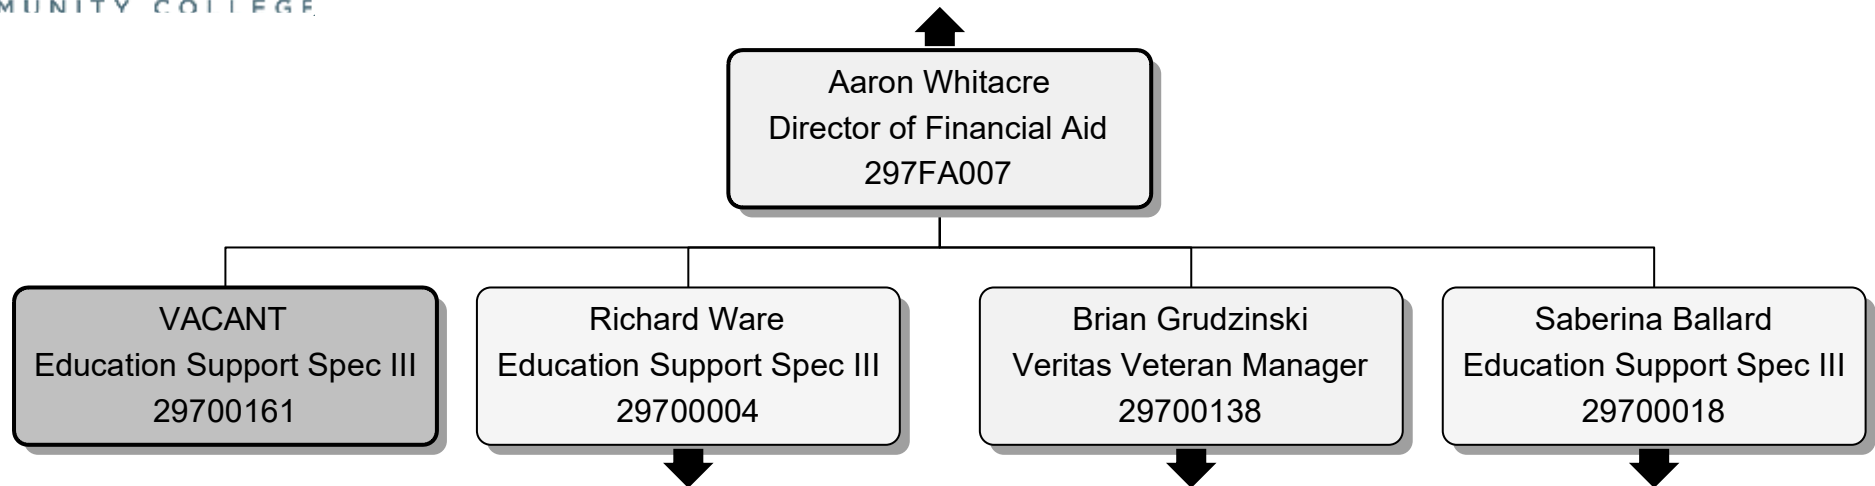 MUNITY COLLEGE
Aaron Whitacre
Director of Financial Aid
297FA007
VACANT
Education Support Spec III
29700161
Richard Ware
Education Support Spec III
29700004
Brian Grudzinski
Veritas Veteran Manager
29700138
Saberina Ballard
Education Support Spec III
29700018